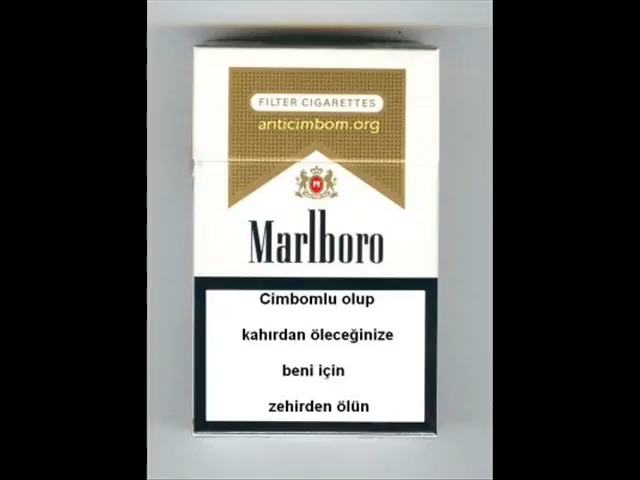 FILTER CIGARETTES
anticimbom.org
Marlboro
Cimbomlu olup
kahırdan öleceğinize
beni için
zehirden ölün